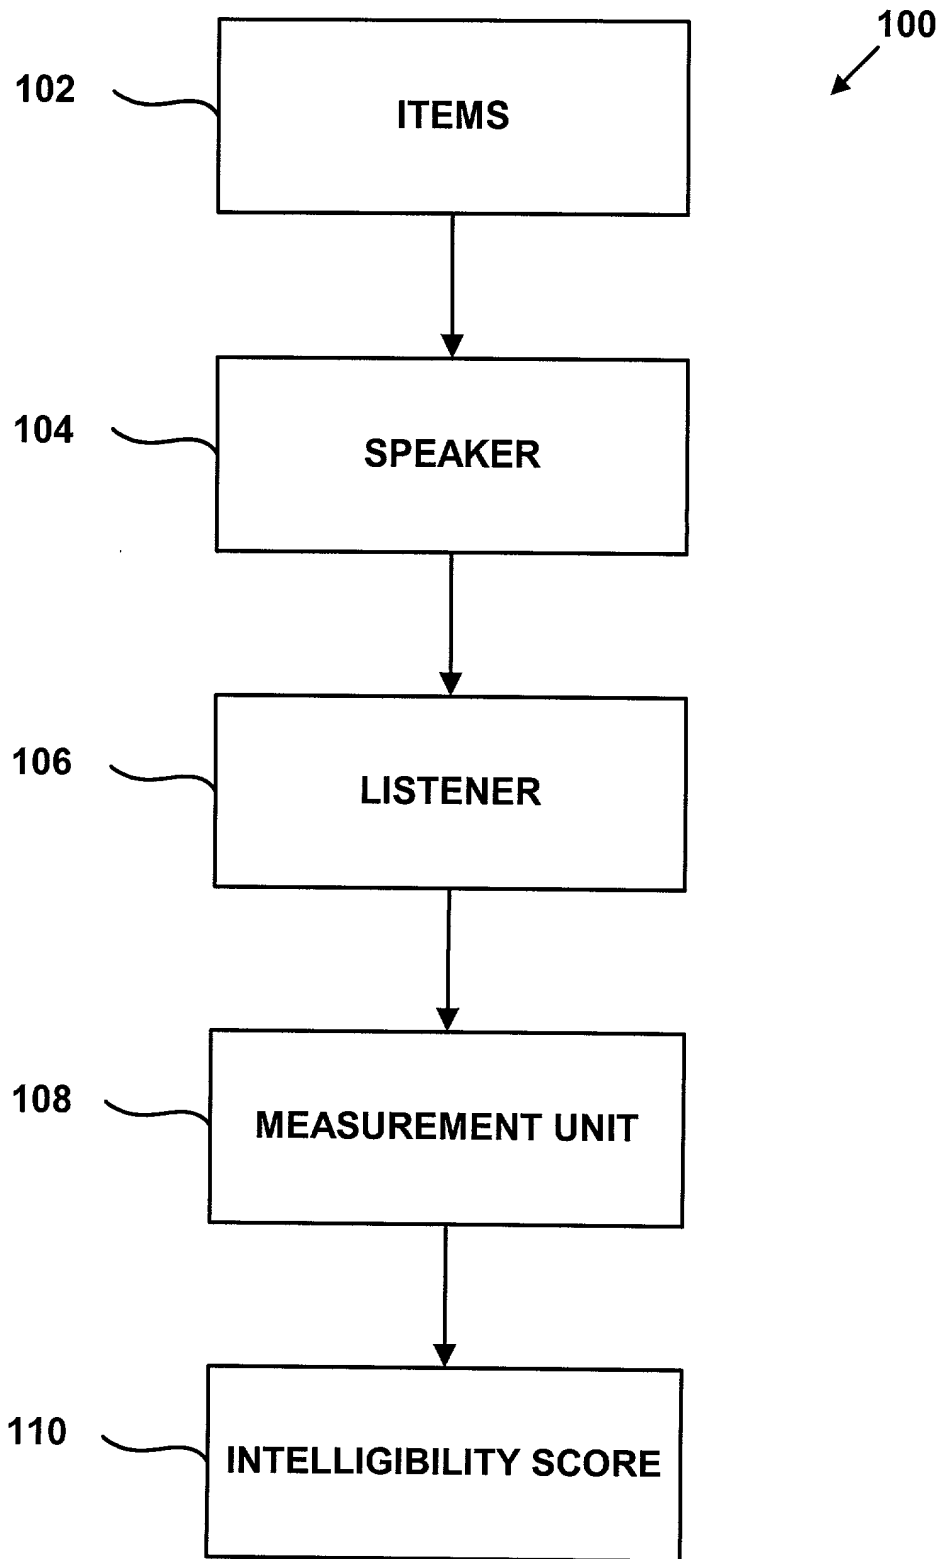 100
102
ITEMS
104
SPEAKER
106
LISTENER
108
MEASUREMENT UNIT
110
INTELLIGIBILITY SCORE